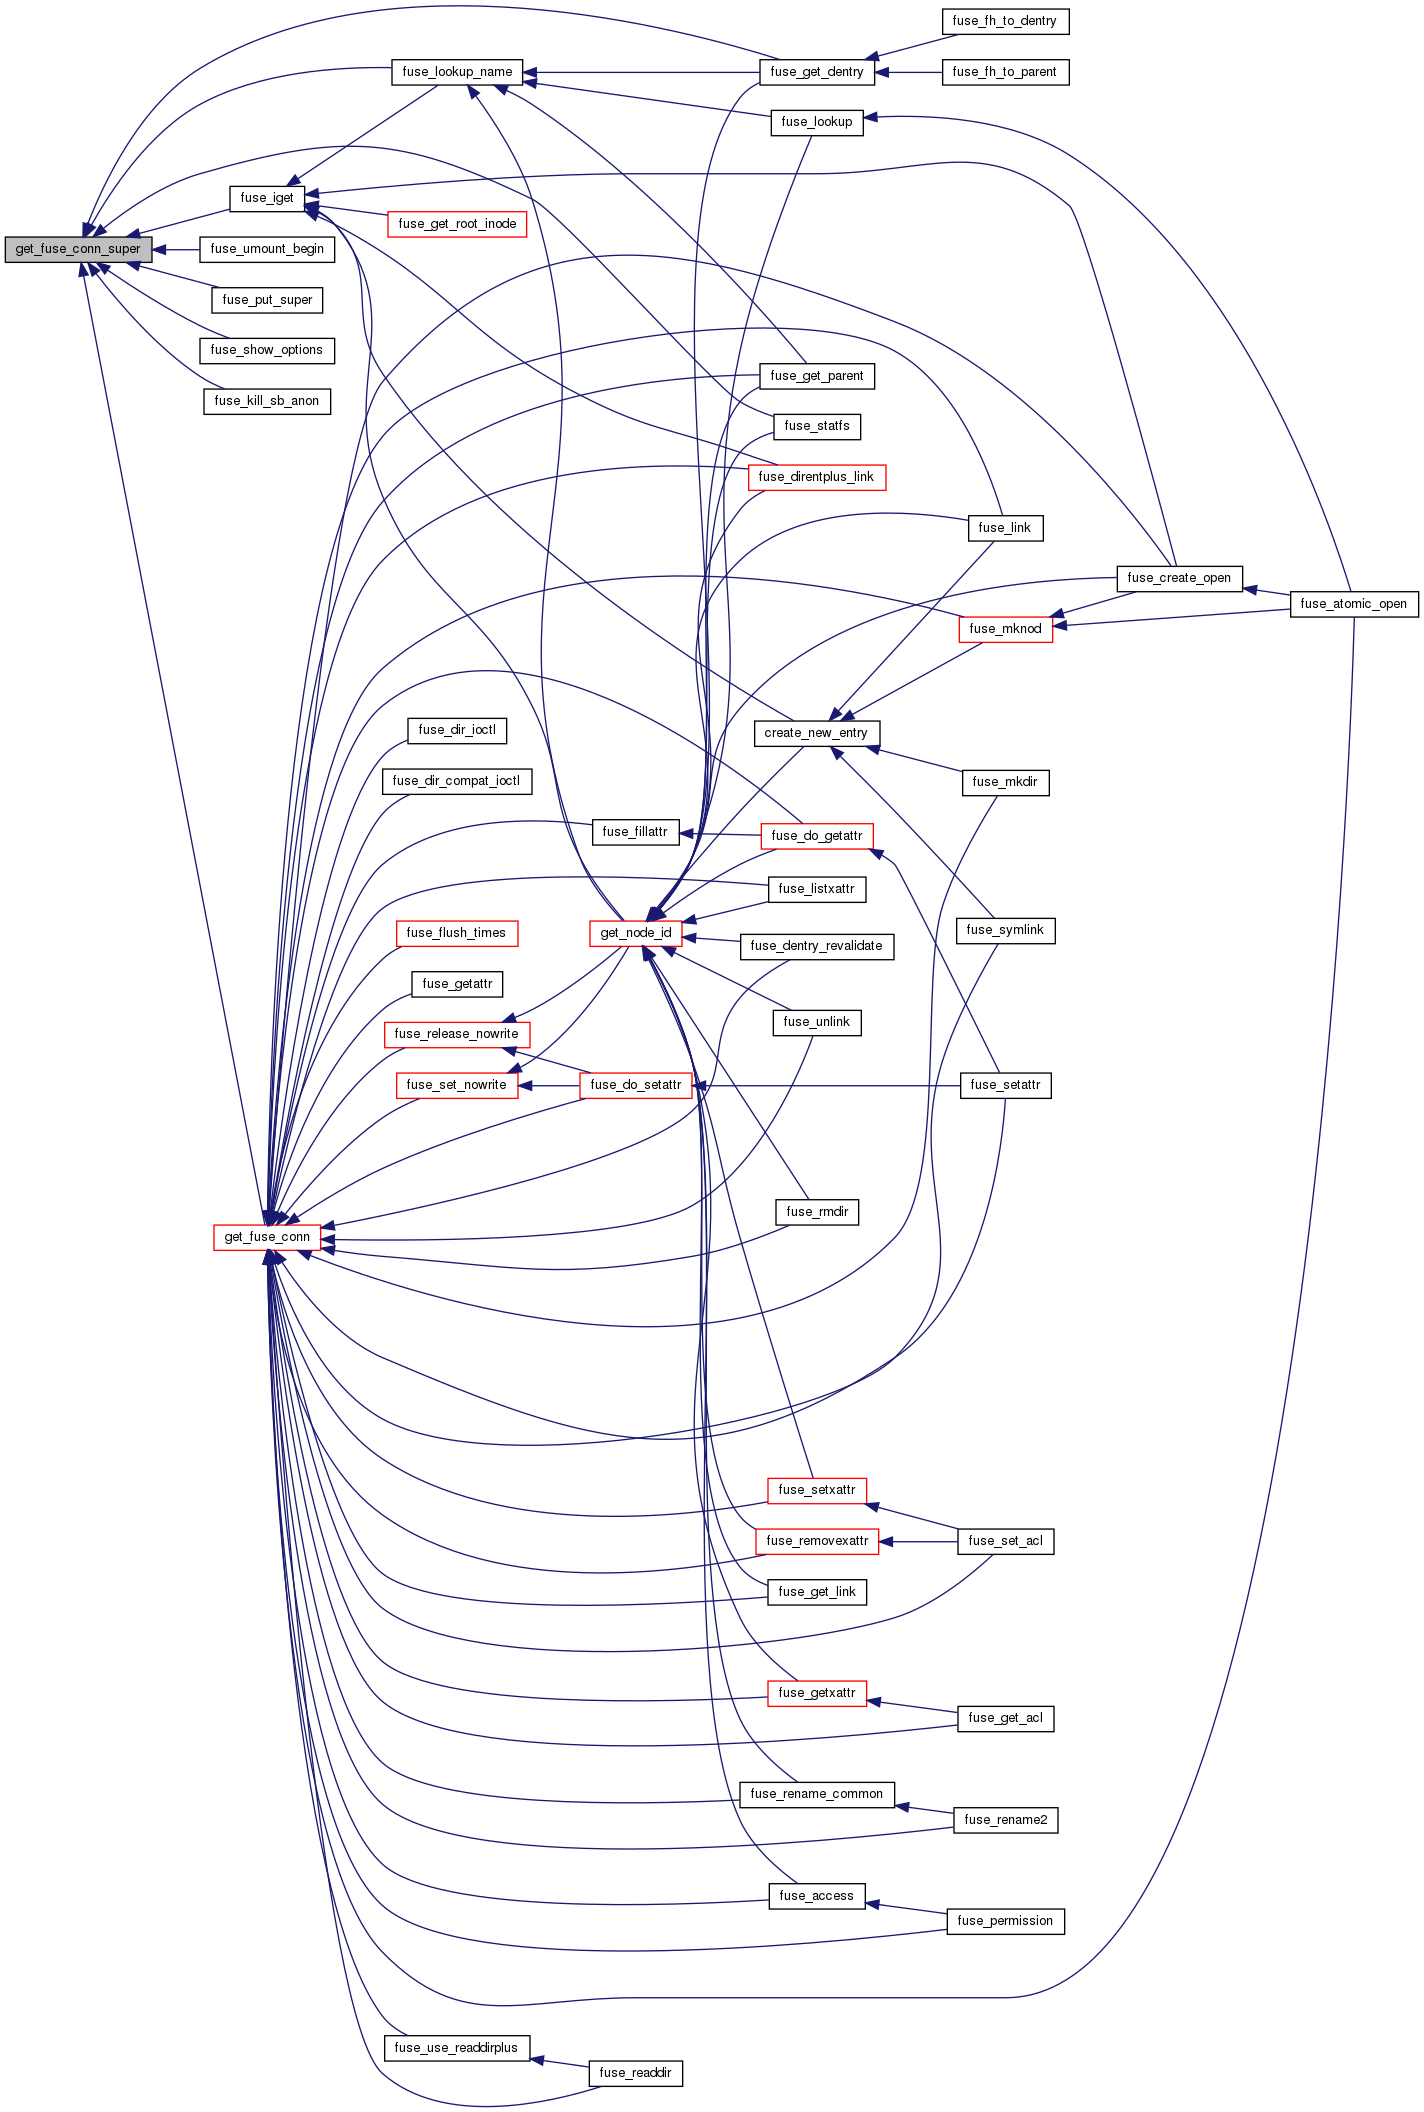 fuse_fh_to_dentry
fuse_lookup_name
fuse_get_dentry
fuse_fh_to_parent
fuse_lookup
fuse_iget
fuse_get_root_inode
get_fuse_conn_super
fuse_umount_begin
fuse_put_super
fuse_show_options
fuse_get_parent
fuse_kill_sb_anon
fuse_statfs
fuse_direntplus_link
fuse_link
fuse_create_open
fuse_atomic_open
fuse_mknod
fuse_dir_ioctl
create_new_entry
fuse_dir_compat_ioctl
fuse_mkdir
fuse_fillattr
fuse_do_getattr
fuse_listxattr
fuse_flush_times
get_node_id
fuse_symlink
fuse_dentry_revalidate
fuse_getattr
fuse_unlink
fuse_release_nowrite
fuse_set_nowrite
fuse_do_setattr
fuse_setattr
fuse_rmdir
get_fuse_conn
fuse_setxattr
fuse_removexattr
fuse_set_acl
fuse_get_link
fuse_getxattr
fuse_get_acl
fuse_rename_common
fuse_rename2
fuse_access
fuse_permission
fuse_use_readdirplus
fuse_readdir